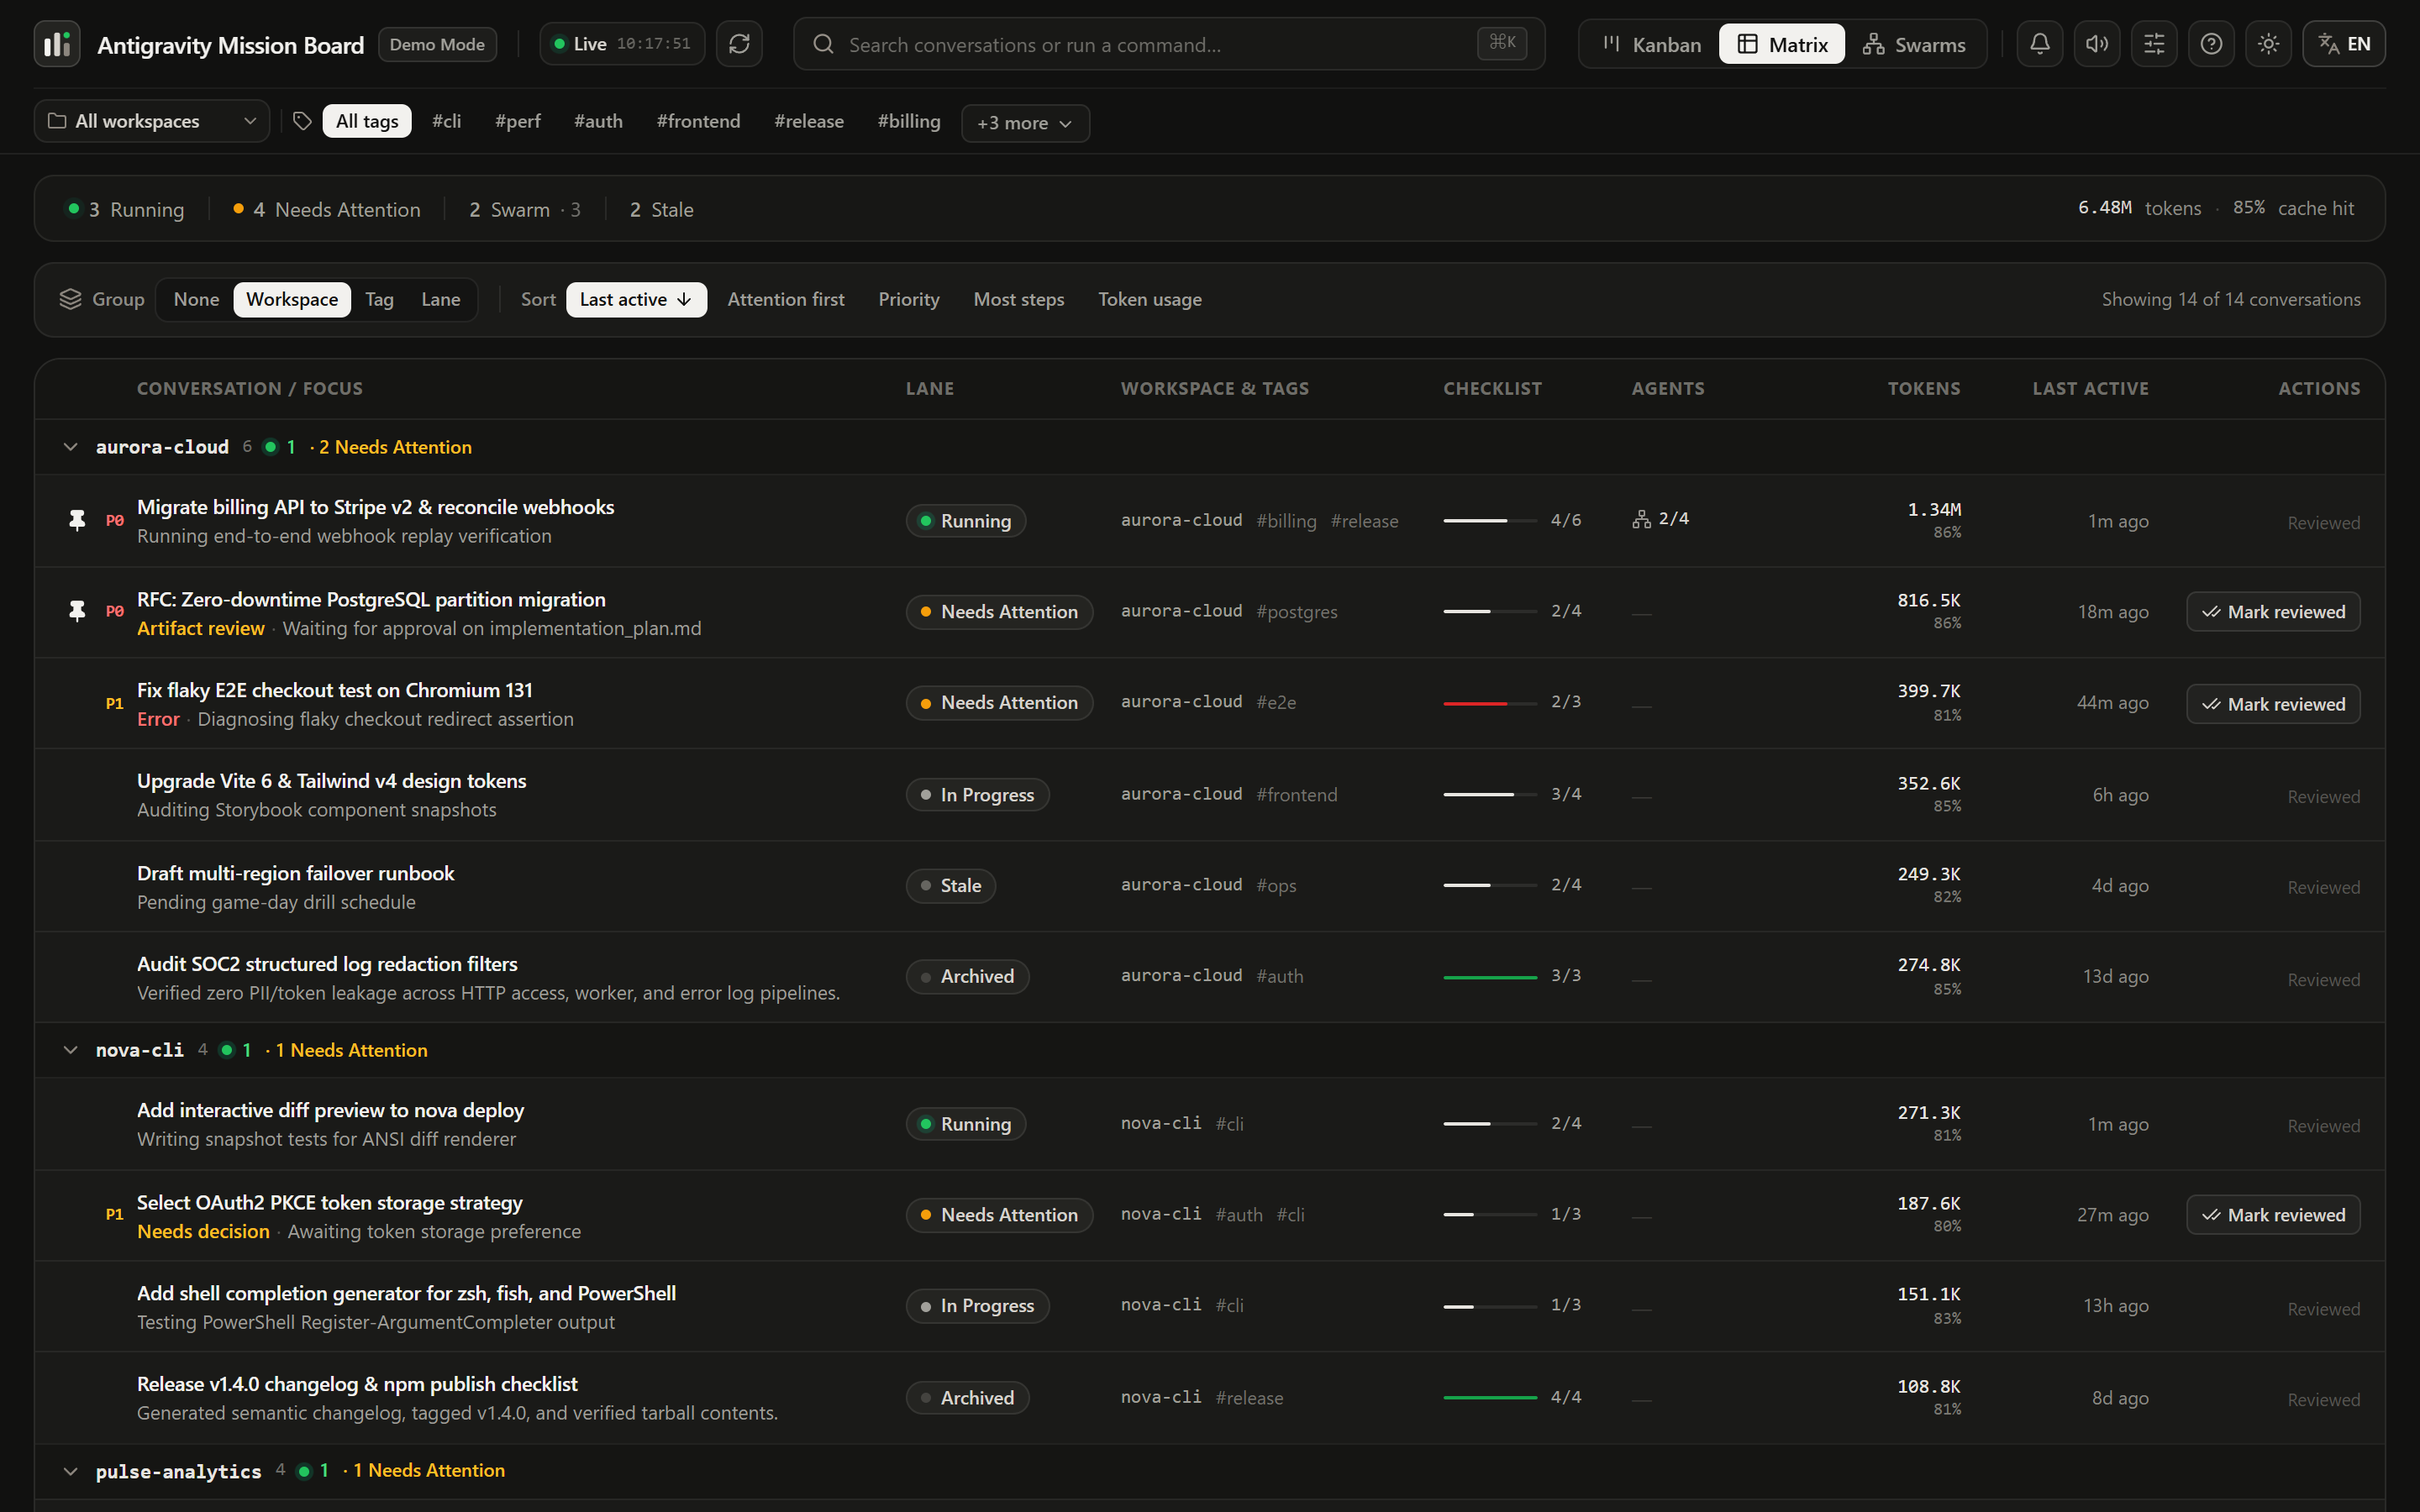 Antigravity Mission Board Demo Mode Live 10:17:51 Search conversations or run a command... ⌘K Kanban Matrix Swarms EN
All workspaces All tags #cli #perf #auth #frontend #release #billing +3 more
3 Running 4 Needs Attention 2 Swarm · 3 2 Stale 6.48M tokens · 85% cache hit
Group None Workspace Tag Lane Sort Last active ↓ Attention first Priority Most steps Token usage Showing 14 of 14 conversations
CONVERSATION / FOCUS LANE WORKSPACE & TAGS CHECKLIST AGENTS TOKENS LAST ACTIVE ACTIONS
aurora-cloud 6 1 · 2 Needs Attention
P0 Migrate billing API to Stripe v2 & reconcile webhooks Running aurora-cloud #billing #release 4/6 2/4 1.34M 1m ago Reviewed
Running end-to-end webhook replay verification 86%
P0 RFC: Zero-downtime PostgreSQL partition migration Needs Attention aurora-cloud #postgres 2/4 — 816.5K 18m ago Mark reviewed
Artifact review · Waiting for approval on implementation_plan.md 86%
P1 Fix flaky E2E checkout test on Chromium 131 Needs Attention aurora-cloud #e2e 2/3 — 399.7K 44m ago Mark reviewed
Error · Diagnosing flaky checkout redirect assertion 81%
Upgrade Vite 6 & Tailwind v4 design tokens In Progress aurora-cloud #frontend 3/4 — 352.6K 6h ago Reviewed
Auditing Storybook component snapshots 85%
Draft multi-region failover runbook Stale aurora-cloud #ops 2/4 — 249.3K 4d ago Reviewed
Pending game-day drill schedule 82%
Audit SOC2 structured log redaction filters Archived aurora-cloud #auth 3/3 — 274.8K 13d ago Reviewed
Verified zero PII/token leakage across HTTP access, worker, and error log pipelines. 85%
nova-cli 4 1 · 1 Needs Attention
Add interactive diff preview to nova deploy Running nova-cli #cli 2/4 — 271.3K 1m ago Reviewed
Writing snapshot tests for ANSI diff renderer 81%
P1 Select OAuth2 PKCE token storage strategy Needs Attention nova-cli #auth #cli 1/3 — 187.6K 27m ago Mark reviewed
Needs decision · Awaiting token storage preference 80%
Add shell completion generator for zsh, fish, and PowerShell In Progress nova-cli #cli 1/3 — 151.1K 13h ago Reviewed
Testing PowerShell Register-ArgumentCompleter output 83%
Release v1.4.0 changelog & npm publish checklist Archived nova-cli #release 4/4 — 108.8K 8d ago Reviewed
Generated semantic changelog, tagged v1.4.0, and verified tarball contents. 81%
pulse-analytics 4 1 · 1 Needs Attention